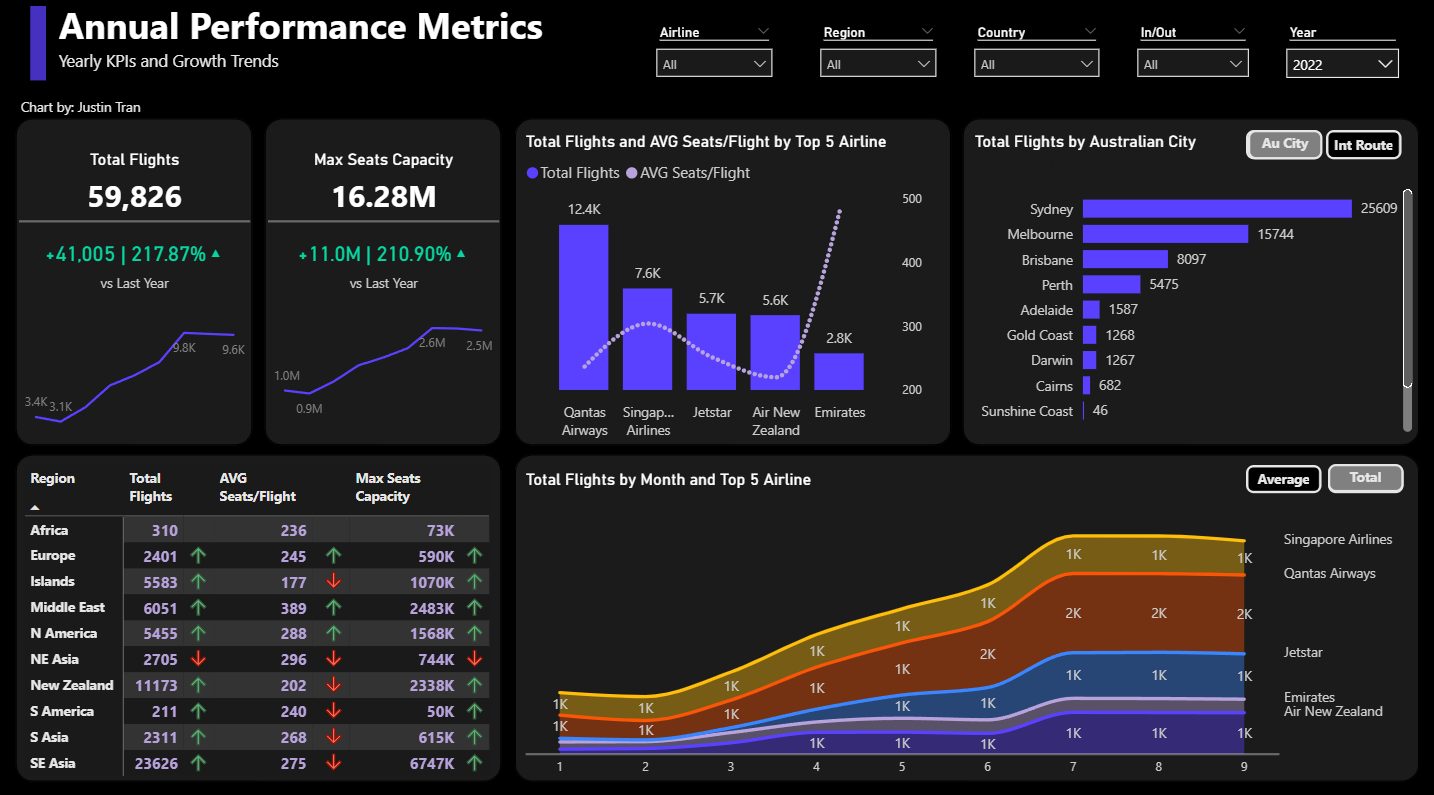 Annual Performance Metrics
Yearly KPIs and Growth Trends
Airline
All
Region
All
Country
All
In/Out
All
Year
2022
Chart by: Justin Tran
Total Flights
59,826
+41,005 | 217.87% ▲
vs Last Year
3.4K
3.1K
9.8K
9.6K
Max Seats Capacity
16.28M
+11.0M | 210.90% ▲
vs Last Year
1.0M
0.9M
2.6M
2.5M
Total Flights and AVG Seats/Flight by Top 5 Airline
Total Flights AVG Seats/Flight
12.4K
7.6K
5.7K
5.6K
2.8K
500
400
300
200
Qantas
Airways
Singap...
Airlines
Jetstar
Air New
Zealand
Emirates
Total Flights by Australian City
Au City
Int Route
Sydney 25609
Melbourne 15744
Brisbane 8097
Perth 5475
Adelaide 1587
Gold Coast 1268
Darwin 1267
Cairns 682
Sunshine Coast 46
Region Total Flights AVG Seats/Flight Max Seats Capacity
Africa 310 236 73K
Europe 2401 245 590K
Islands 5583 177 1070K
Middle East 6051 389 2483K
N America 5455 288 1568K
NE Asia 2705 296 744K
New Zealand 11173 202 2338K
S America 211 240 50K
S Asia 2311 268 615K
SE Asia 23626 275 6747K
Total Flights by Month and Top 5 Airline
Average
Total
1K 1K 1K 1K 1K 1K 1K 1K 1K
1K 1K 1K 1K 1K 2K 2K 2K 2K
1K 1K 1K 1K 1K
1K 1K 1K 1K 1K 1K
Singapore Airlines
Qantas Airways
Jetstar
Emirates
Air New Zealand
1 2 3 4 5 6 7 8 9